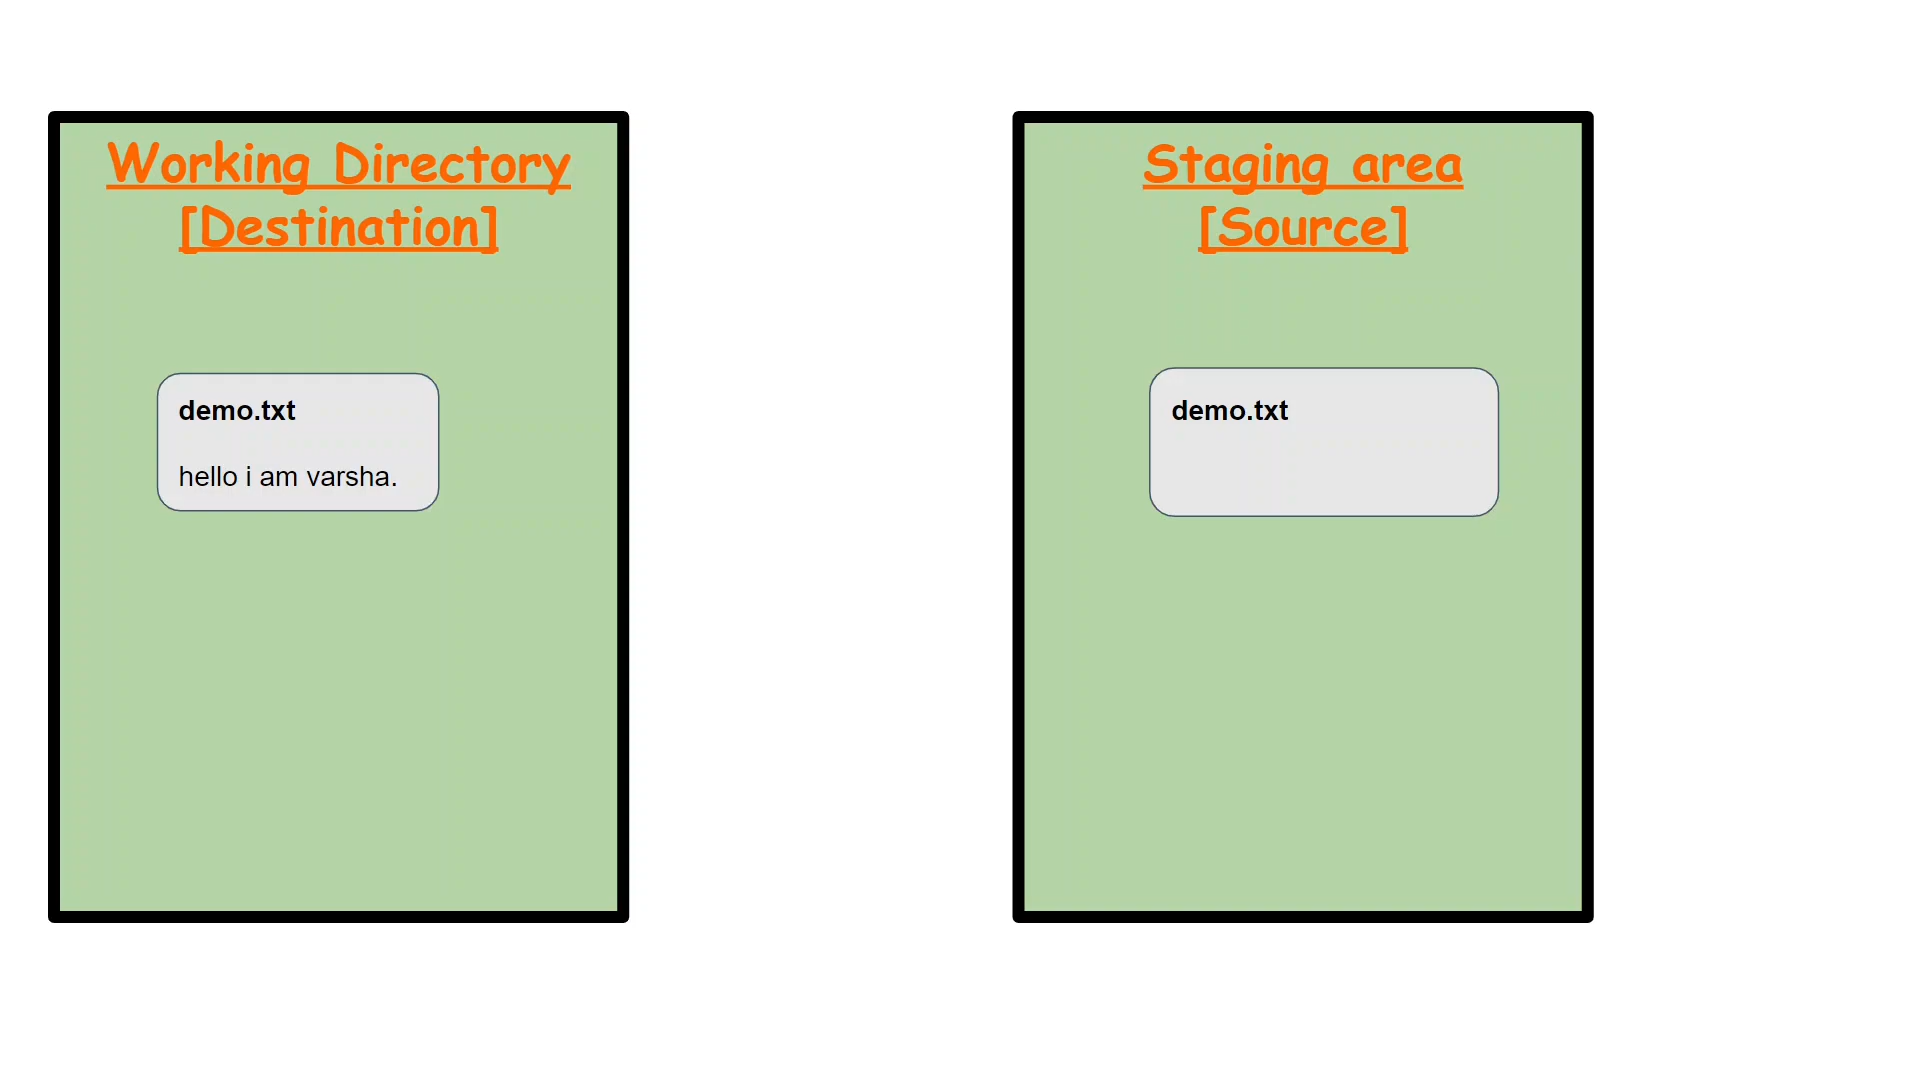 Working Directory
[Destination]
demo.txt
hello i am varsha.
Staging area
[Source]
demo.txt